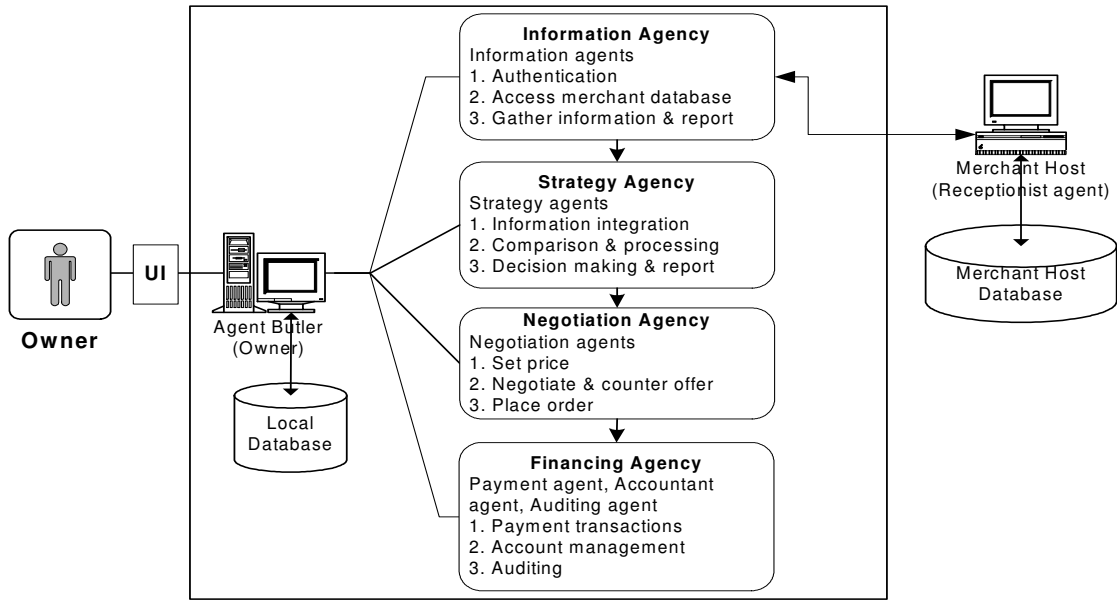 Information Agency
Information agents
1. Authentication
2. Access merchant database
3. Gather information & report
Strategy Agency
Strategy agents
1. Information integration
2. Comparison & processing
3. Decision making & report
Negotiation Agency
Negotiation agents
1. Set price
2. Negotiate & counter offer
3. Place order
Financing Agency
Payment agent, Accountant
agent, Auditing agent
1. Payment transactions
2. Account management
3. Auditing
Owner
UI
Agent Butler
(Owner)
Local
Database
Merchant Host
(Receptionist agent)
Merchant Host
Database